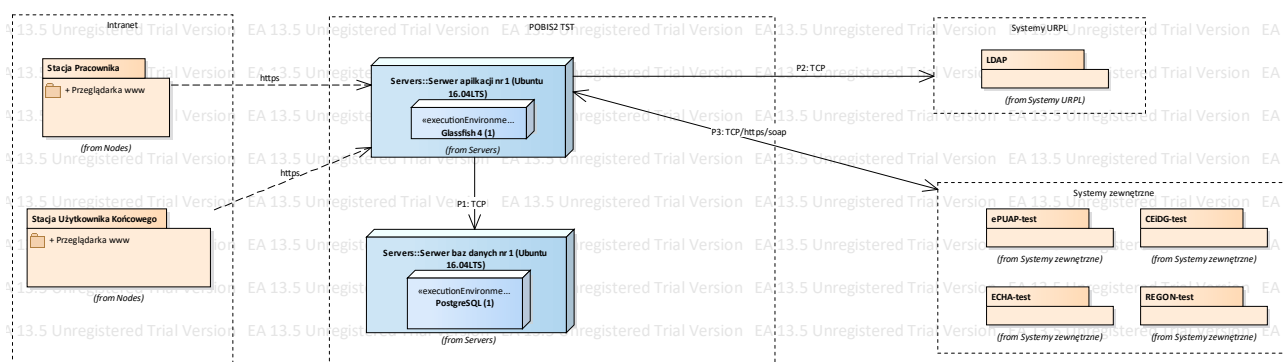 Intranet
POBIS2 TST
Systemy URPL
EA 13.5 Unregistered Trial Version
Stacja Pracownika
+ Przeglądarka www
(from Nodes)
https
Servers::Serwer aplikacji nr 1 (Ubuntu
16.04LTS)
«executionEnvironme...
Glassfish 4 (1)
(from Servers)
P2: TCP
LDAP
(from Systemy URPL)
P3: TCP/https/soap
https
Stacja Użytkownika Końcowego
+ Przeglądarka www
(from Nodes)
P1: TCP
Servers::Serwer baz danych nr 1 (Ubuntu
16.04LTS)
«executionEnvironme...
PostgreSQL (1)
(from Servers)
Systemy zewnętrzne
ePUAP-test
(from Systemy zewnętrzne)
CEiDG-test
(from Systemy zewnętrzne)
ECHA-test
(from Systemy zewnętrzne)
REGON-test
(from Systemy zewnętrzne)